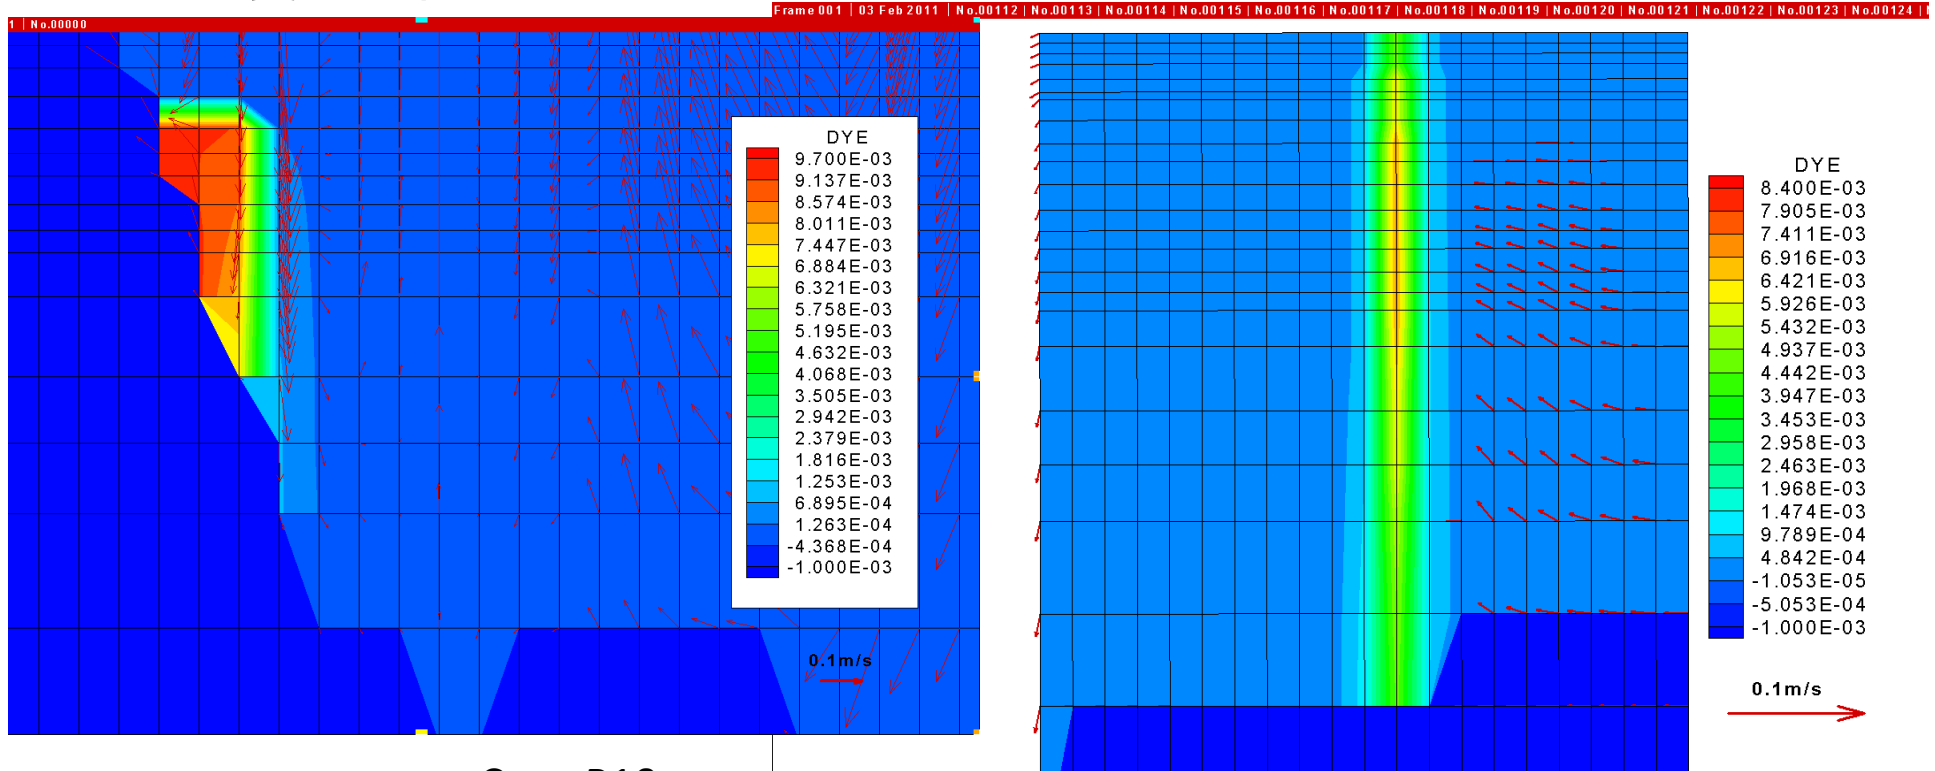 1 | No.00000
Frame 001 | 03 Feb 2011 | No.00112 | No.00113 | No.00114 | No.00115 | No.00116 | No.00117 | No.00118 | No.00119 | No.00120 | No.00121 | No.00122 | No.00123 | No.00124 |
DYE
9.700E-03
9.137E-03
8.574E-03
8.011E-03
7.447E-03
6.884E-03
6.321E-03
5.758E-03
5.195E-03
4.632E-03
4.068E-03
3.505E-03
2.942E-03
2.379E-03
1.816E-03
1.253E-03
6.895E-04
1.263E-04
-4.368E-04
-1.000E-03
0.1m/s
DYE
8.400E-03
7.905E-03
7.411E-03
6.916E-03
6.421E-03
5.926E-03
5.432E-03
4.937E-03
4.442E-03
3.947E-03
3.453E-03
2.958E-03
2.463E-03
1.968E-03
1.474E-03
9.789E-04
4.842E-04
-1.053E-05
-5.053E-04
-1.000E-03
0.1m/s